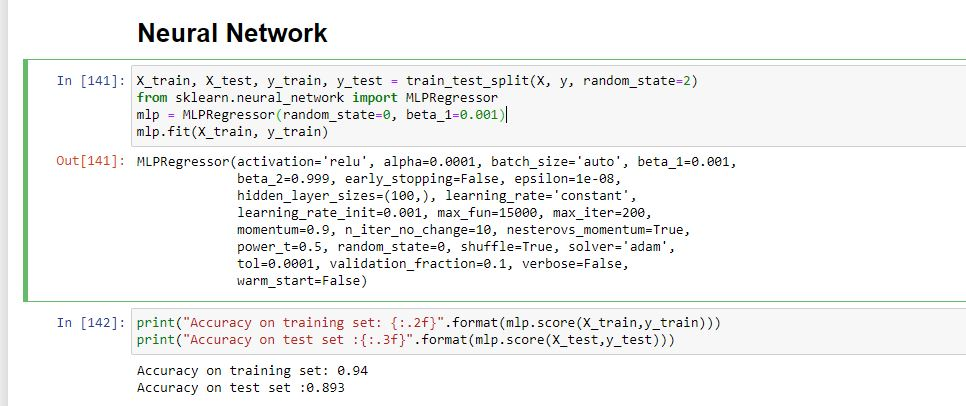 Neural Network
In [141]: X_train, X_test, y_train, y_test = train_test_split(X, y, random_state=2)
from sklearn.neural_network import MLPRegressor
mlp = MLPRegressor(random_state=0, beta_1=0.001)
mlp.fit(X_train, y_train)
Out[141]: MLPRegressor(activation='relu', alpha=0.0001, batch_size='auto', beta_1=0.001,
beta_2=0.999, early_stopping=False, epsilon=1e-08,
hidden_layer_sizes=(100,), learning_rate='constant',
learning_rate_init=0.001, max_fun=15000, max_iter=200,
momentum=0.9, n_iter_no_change=10, nesterovs_momentum=True,
power_t=0.5, random_state=0, shuffle=True, solver='adam',
tol=0.0001, validation_fraction=0.1, verbose=False,
warm_start=False)
In [142]: print("Accuracy on training set: {:.2f}".format(mlp.score(X_train,y_train)))
print("Accuracy on test set :{:.3f}".format(mlp.score(X_test,y_test)))
Accuracy on training set: 0.94
Accuracy on test set :0.893